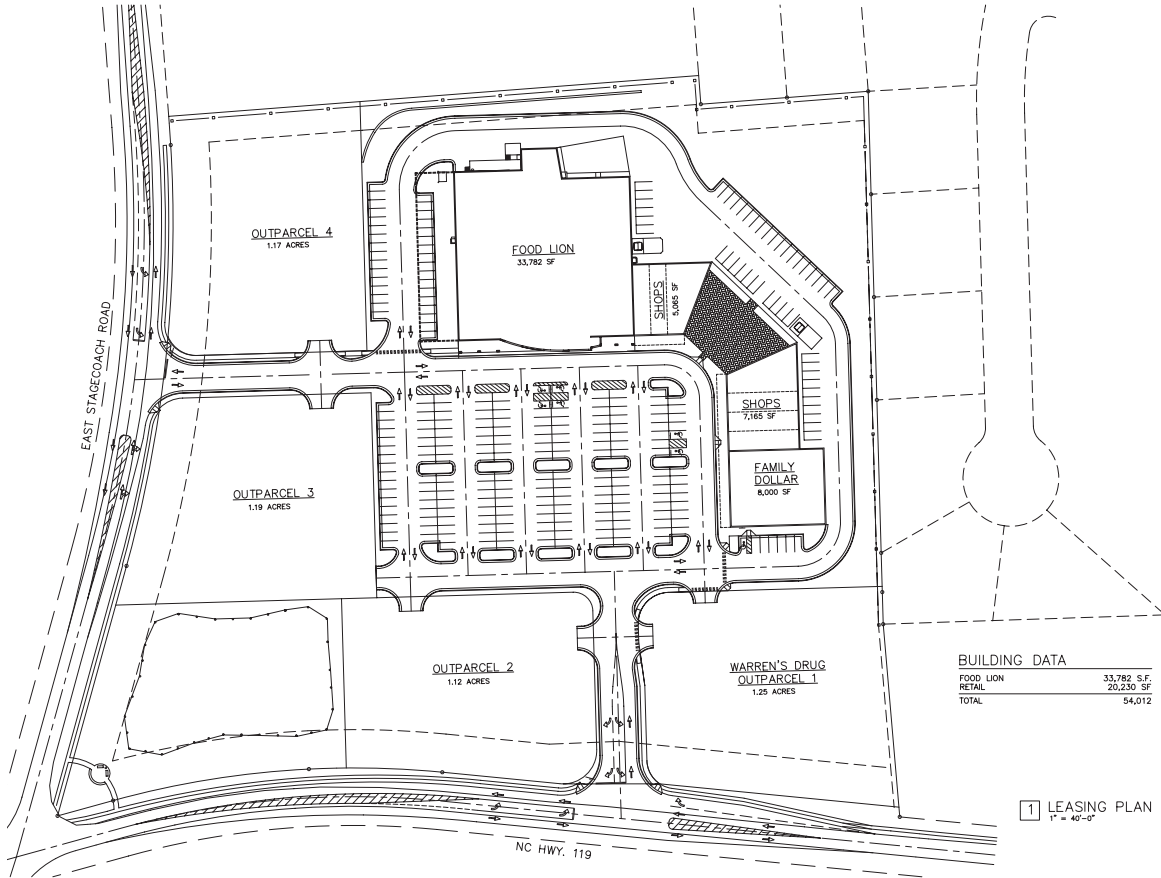 OUTPARCEL 4
1.17 ACRES
FOOD LION
33,782 SF
SHOPS
5,065 SF
EAST STAGECOACH ROAD
SHOPS
7,165 SF
FAMILY
DOLLAR
8,000 SF
OUTPARCEL 3
1.19 ACRES
OUTPARCEL 2
1.12 ACRES
WARREN'S DRUG
OUTPARCEL 1
1.25 ACRES
BUILDING DATA
FOOD LION 33,782 S.F.
RETAIL 20,230 SF
TOTAL 54,012
1 LEASING PLAN
1" = 40'-0"
NC HWY. 119